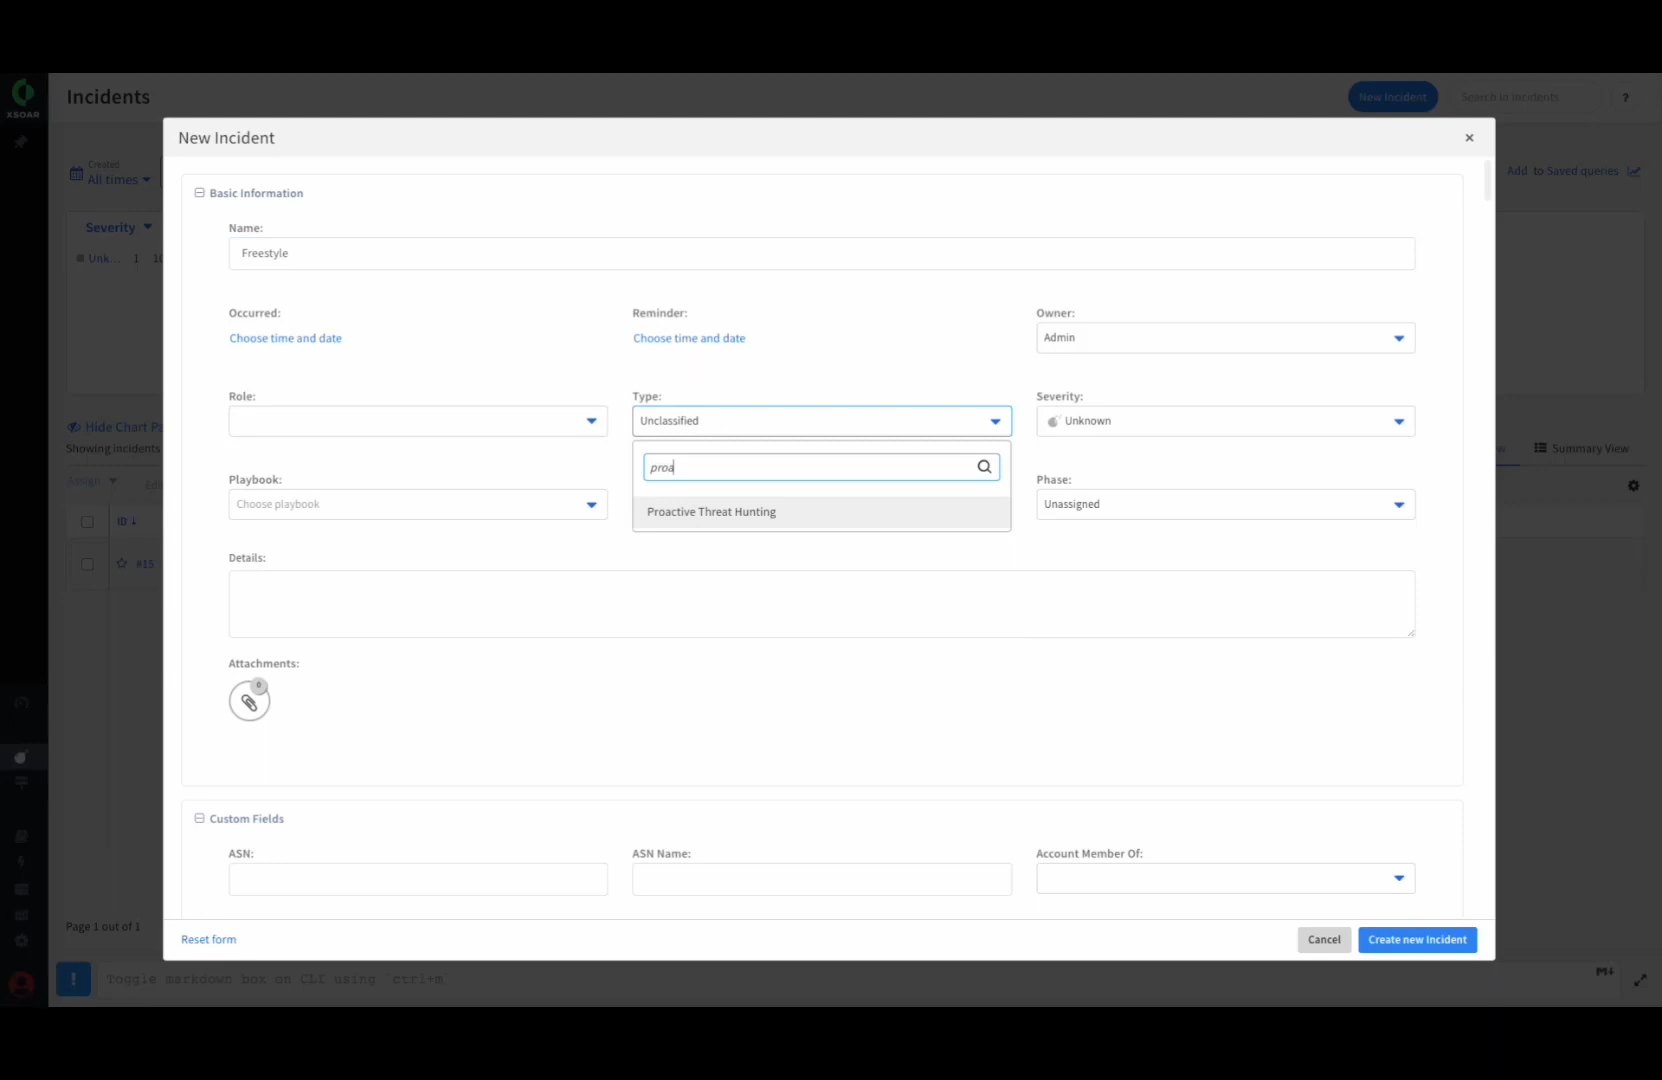 XSOAR
Incidents
New Incident
Search in Incidents
?
New Incident
×
Created
All times
Add to Saved queries
Basic Information
Severity
Unk... 1
Name:
Freestyle
Occurred:
Reminder:
Owner:
Choose time and date
Choose time and date
Admin
Role:
Type:
Severity:
Unclassified
Unknown
Hide Chart Pa
Showing incidents
Summary View
proa
Playbook:
Phase:
Assign
Choose playbook
Unassigned
Proactive Threat Hunting
ID ↓
#15
Details:
Attachments:
0
Custom Fields
ASN:
ASN Name:
Account Member Of:
Page 1 out of 1
Reset form
Cancel
Create new Incident
! Toggle markdown box on CLI using `ctrl+m
M↓